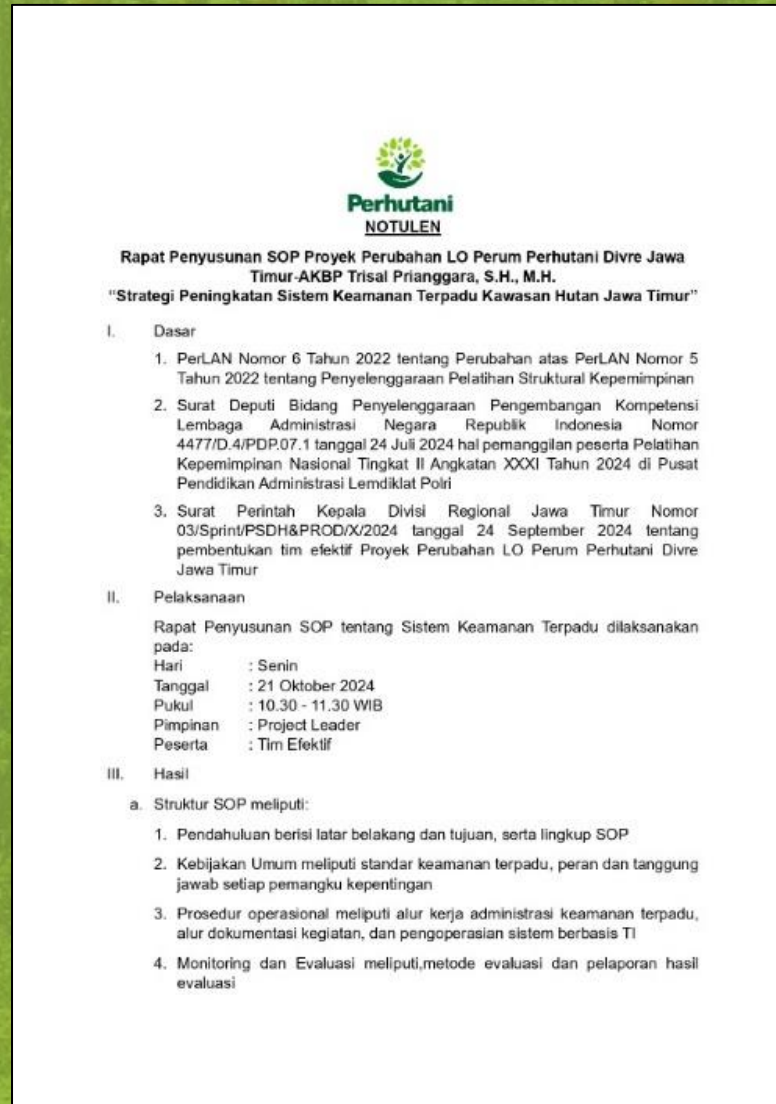 Perhutani
NOTULEN
Rapat Penyusunan SOP Proyek Perubahan LO Perum Perhutani Divre Jawa
Timur-AKBP Trisal Prianggara, S.H., M.H.
"Strategi Peningkatan Sistem Keamanan Terpadu Kawasan Hutan Jawa Timur"
I. Dasar
1. PerLAN Nomor 6 Tahun 2022 tentang Perubahan atas PerLAN Nomor 5
Tahun 2022 tentang Penyelenggaraan Pelatihan Struktural Kepemimpinan
2. Surat Deputi Bidang Penyelenggaraan Pengembangan Kompetensi
Lembaga Administrasi Negara Republik Indonesia Nomor
4477/D.4/PDP.07.1 tanggal 24 Juli 2024 hal pemanggilan peserta Pelatihan
Kepemimpinan Nasional Tingkat II Angkatan XXXI Tahun 2024 di Pusat
Pendidikan Administrasi Lemdiklat Polri
3. Surat Perintah Kepala Divisi Regional Jawa Timur Nomor
03/Sprint/PSDH&PROD/X/2024 tanggal 24 September 2024 tentang
pembentukan tim efektif Proyek Perubahan LO Perum Perhutani Divre
Jawa Timur
II. Pelaksanaan
Rapat Penyusunan SOP tentang Sistem Keamanan Terpadu dilaksanakan
pada:
Hari : Senin
Tanggal : 21 Oktober 2024
Pukul : 10.30 - 11.30 WIB
Pimpinan : Project Leader
Peserta : Tim Efektif
III. Hasil
a. Struktur SOP meliputi:
1. Pendahuluan berisi latar belakang dan tujuan, serta lingkup SOP
2. Kebijakan Umum meliputi standar keamanan terpadu, peran dan tanggung
jawab setiap pemangku kepentingan
3. Prosedur operasional meliputi alur kerja administrasi keamanan terpadu,
alur dokumentasi kegiatan, dan pengoperasian sistem berbasis TI
4. Monitoring dan Evaluasi meliputi,metode evaluasi dan pelaporan hasil
evaluasi